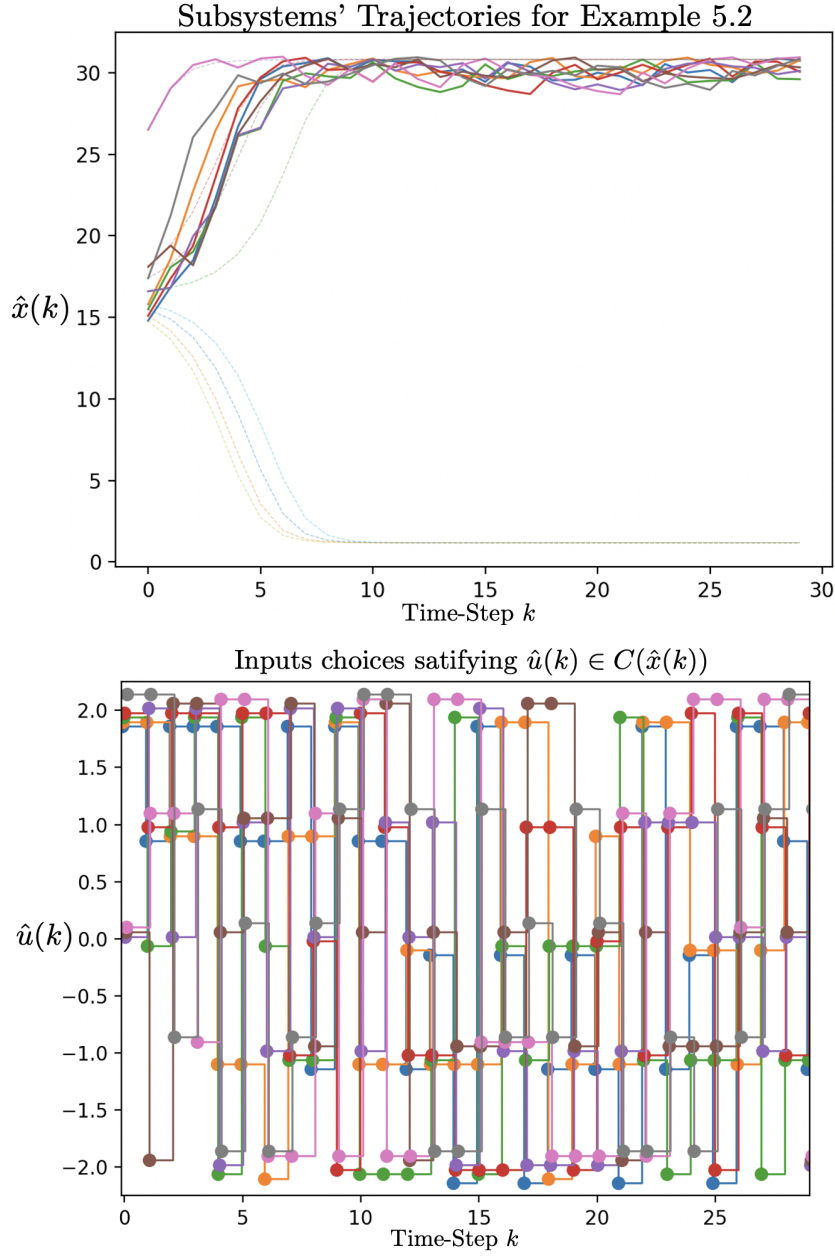 Subsystems’ Trajectories for Example 5.2
30
25
20
x̂(k) 15
10
5
0
0 5 10 15 20 25 30
Time-Step k
Inputs choices satifying û(k) ∈ C(x̂(k))
2.0
1.5
1.0
0.5
û(k) 0.0
−0.5
−1.0
−1.5
−2.0
0 5 10 15 20 25
Time-Step k